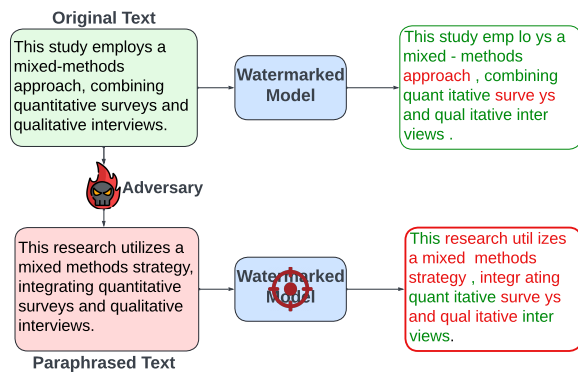 Original Text
This study employs a
mixed-methods
approach, combining
quantitative surveys and
qualitative interviews.
Watermarked
Model
This study emp lo ys a
mixed - methods
approach , combining
quant itative surve ys
and qual itative inter
views .
Adversary
This research utilizes a
mixed methods strategy,
integrating quantitative
surveys and qualitative
interviews.
Watermarked
Model
This research util izes
a mixed methods
strategy , integr ating
quant itative surve ys
and qual itative inter
views.
Paraphrased Text